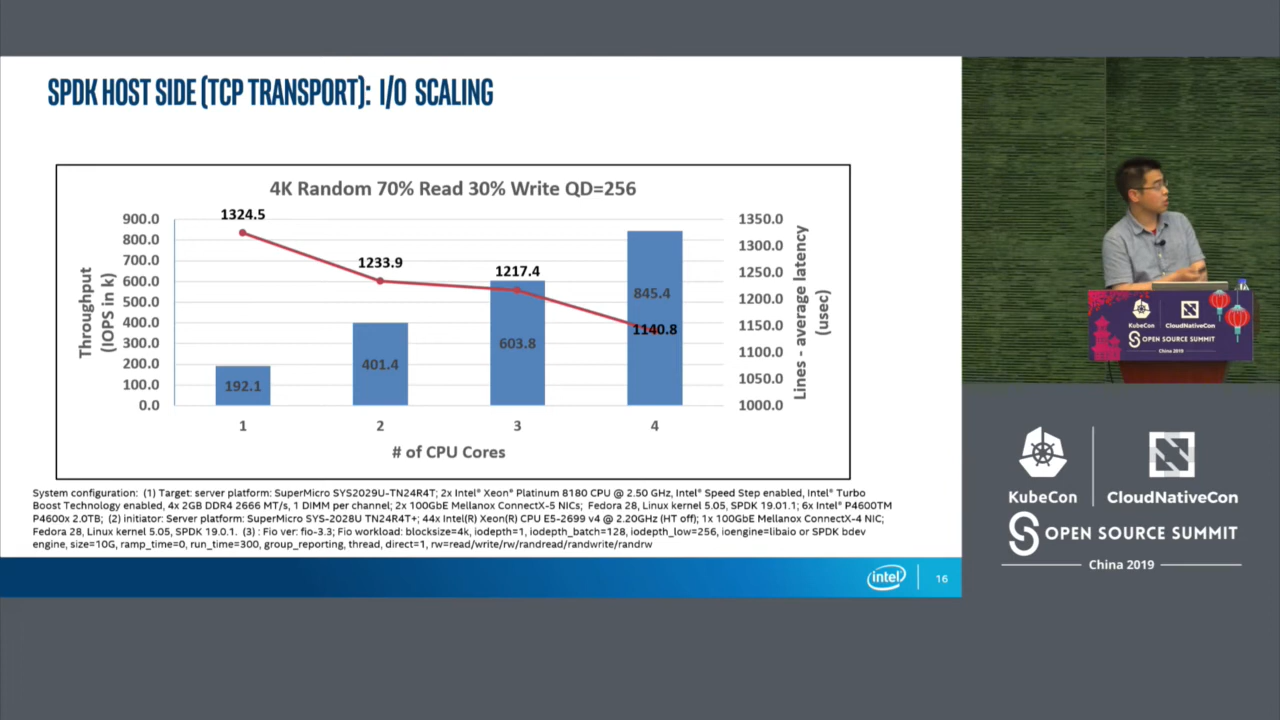 SPDK HOST SIDE (TCP TRANSPORT): I/O SCALING
4K Random 70% Read 30% Write QD=256
900.0
800.0
700.0
600.0
500.0
400.0
300.0
200.0
100.0
0.0
Throughput
(IOPS in k)
1324.5
1233.9
1217.4
1140.8
192.1
401.4
603.8
845.4
1350.0
1300.0
1250.0
1200.0
1150.0
1100.0
1050.0
1000.0
Lines - average latency
(usec)
1
2
3
4
# of CPU Cores
System configuration: (1) Target: server platform: SuperMicro SYS2029U-TN24R4T; 2x Intel® Xeon® Platinum 8180 CPU @ 2.50 GHz, Intel® Speed Step enabled, Intel® Turbo
Boost Technology enabled, 4x 2GB DDR4 2666 MT/s, 1 DIMM per channel; 2x 100GbE Mellanox ConnectX-5 NICs; Fedora 28, Linux kernel 5.05, SPDK 19.01.1; 6x Intel® P4600TM
P4600x 2.0TB; (2) initiator: Server platform: SuperMicro SYS-2028U TN24R4T+; 44x Intel(R) Xeon(R) CPU E5-2699 v4 @ 2.20GHz (HT off); 1x 100GbE Mellanox ConnectX-4 NIC;
Fedora 28, Linux kernel 5.05, SPDK 19.0.1. (3) : Fio ver: fio-3.3; Fio workload: blocksize=4k, iodepth=1, iodepth_batch=128, iodepth_low=256, ioengine=libaio or SPDK bdev
engine, size=10G, ramp_time=0, run_time=300, group_reporting, thread, direct=1, rw=read/write/rw/randread/randwrite/randrw
intel
16
KubeCon
CloudNativeCon
OPEN SOURCE SUMMIT
China 2019
KubeCon
CloudNativeCon
OPEN SOURCE SUMMIT
China 2019